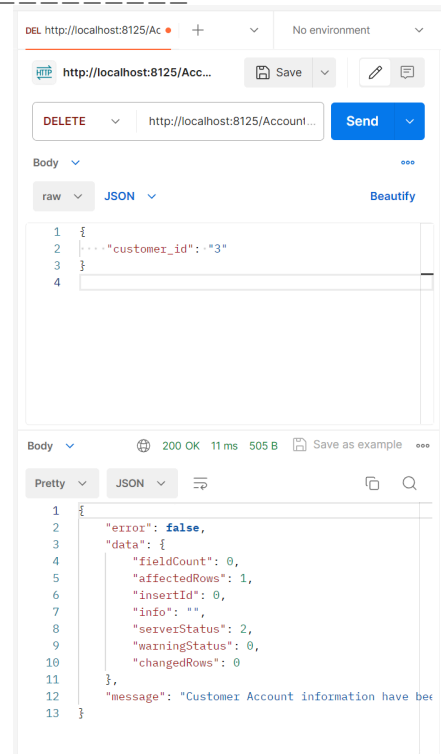 DEL http://localhost:8125/Ac
No environment
HTTP http://localhost:8125/Acc...
Save
DELETE http://localhost:8125/Account... Send
Body
raw JSON Beautify
1 {
2 "customer_id": "3"
3 }
4
Body 200 OK 11 ms 505 B Save as example
Pretty JSON
1 {
2 "error": false,
3 "data": {
4 "fieldCount": 0,
5 "affectedRows": 1,
6 "insertId": 0,
7 "info": "",
8 "serverStatus": 2,
9 "warningStatus": 0,
10 "changedRows": 0
11 },
12 "message": "Customer Account information have bee
13 }